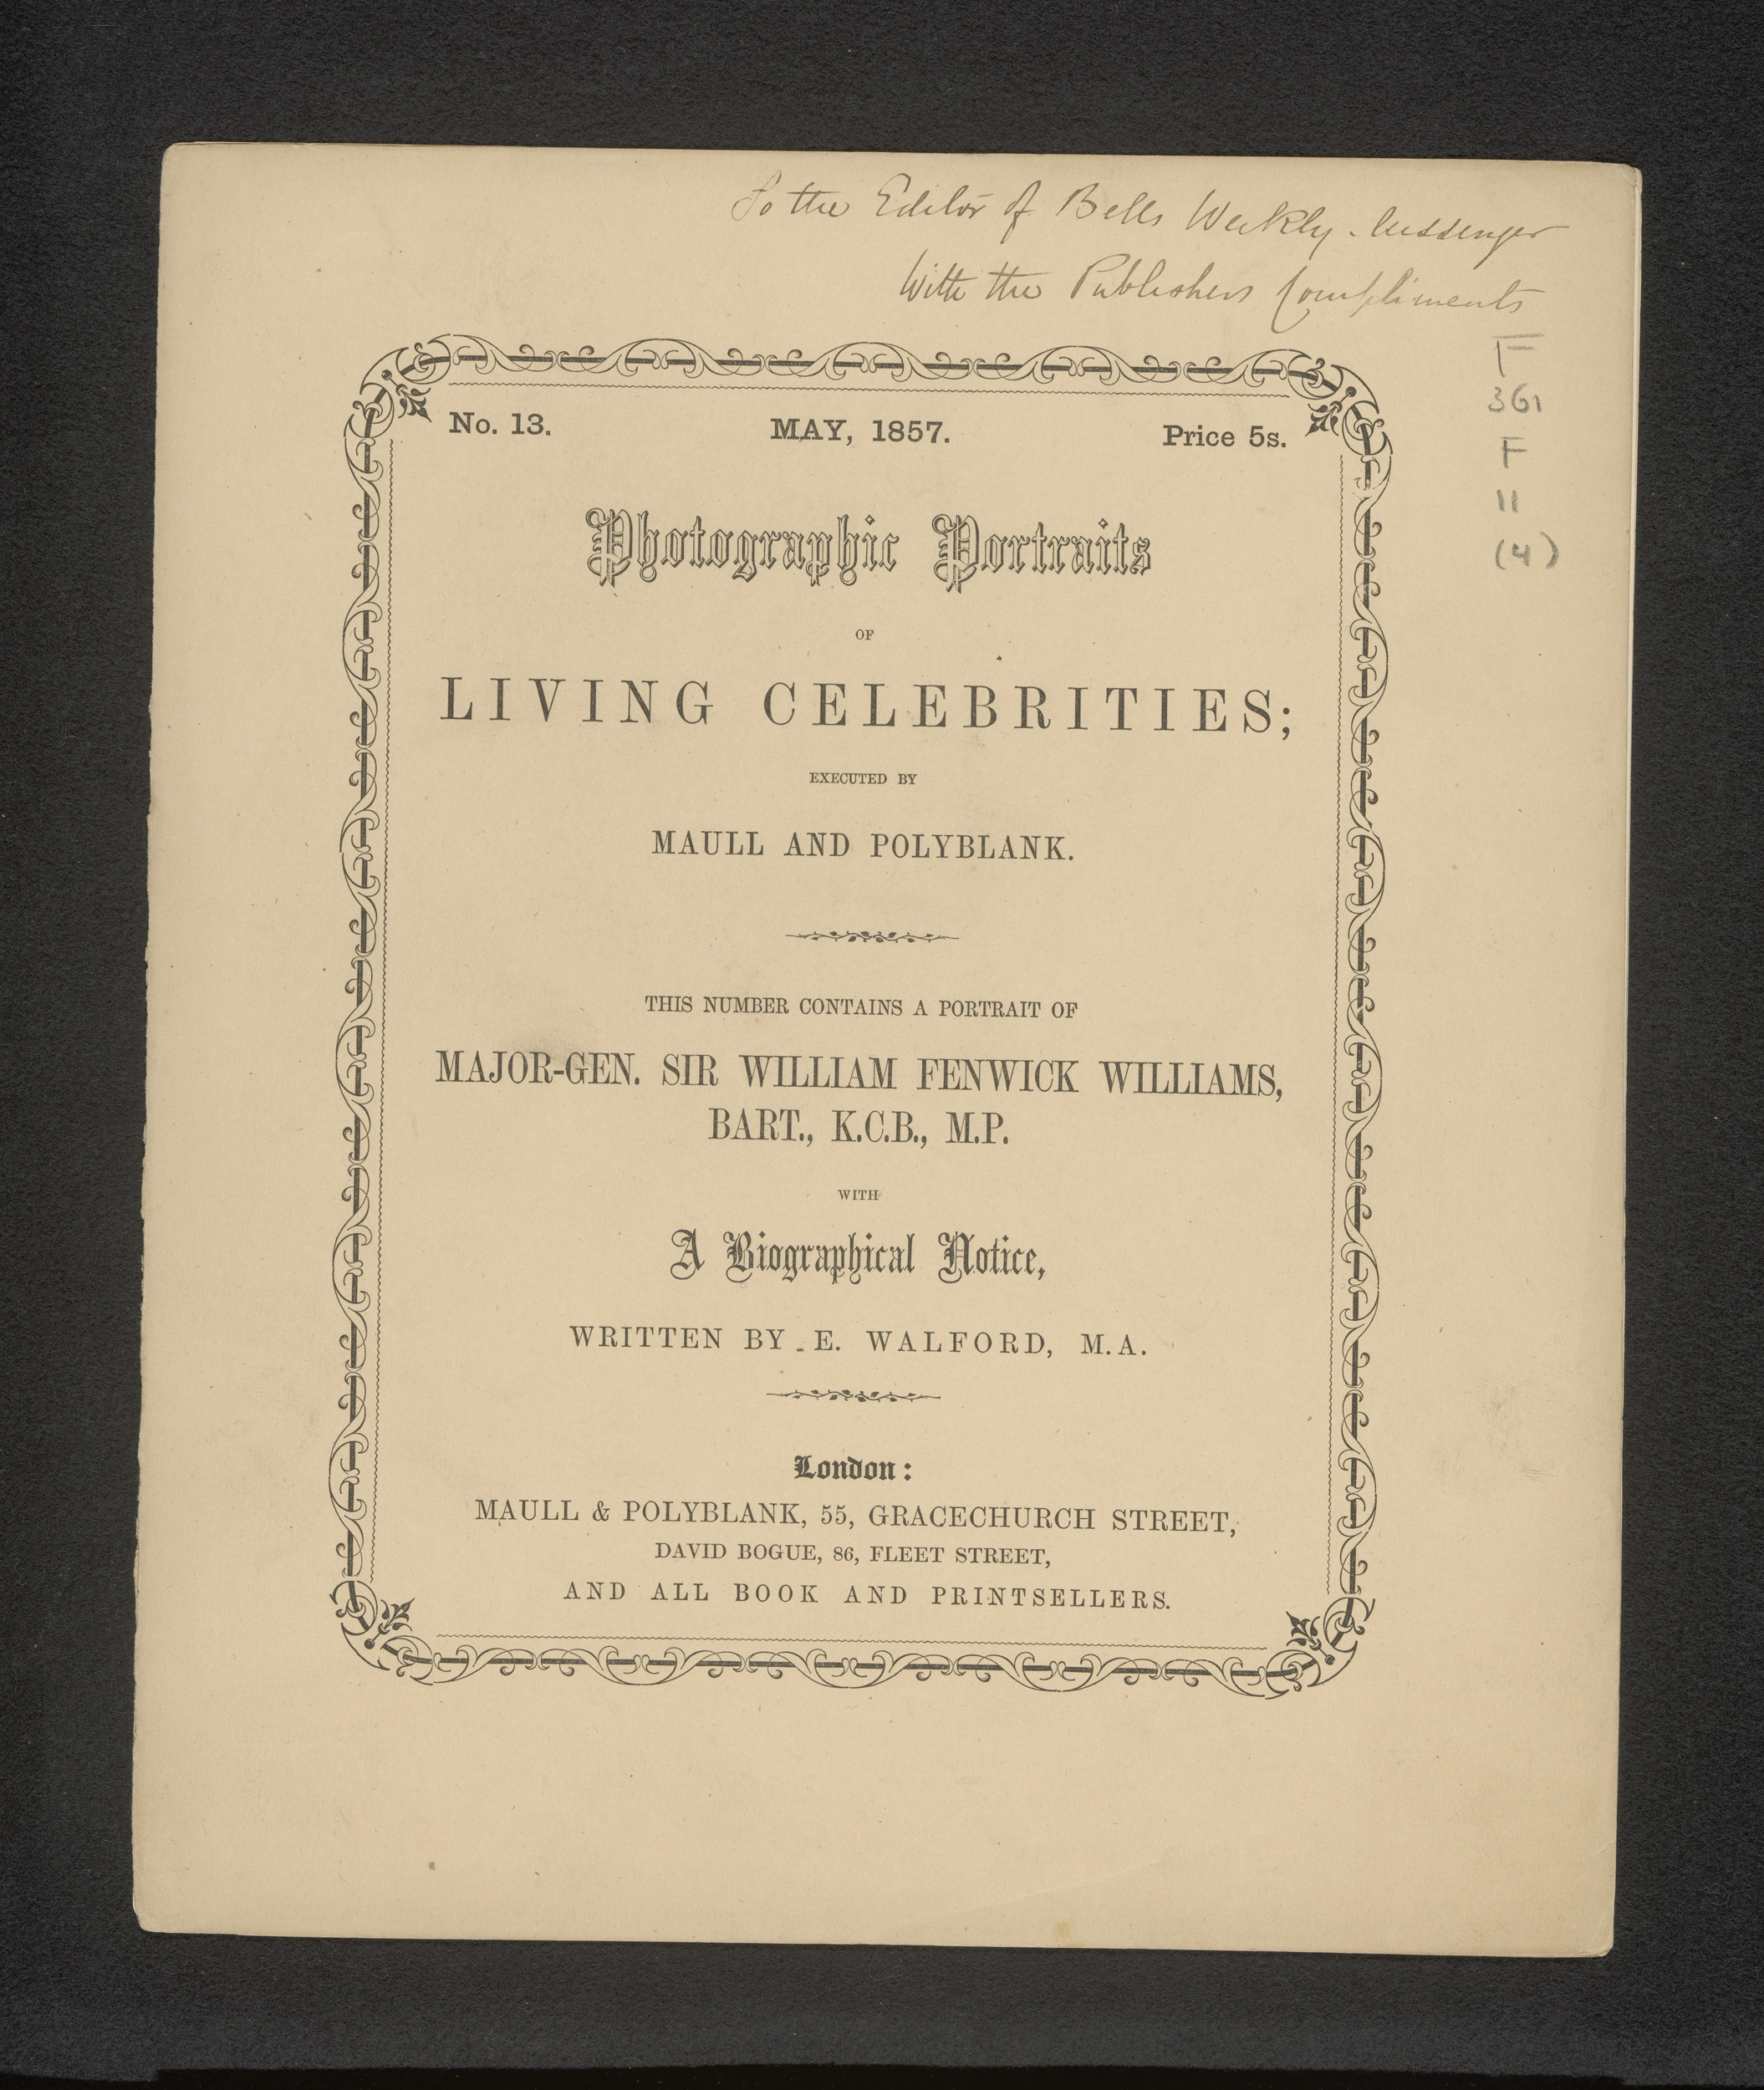 To the Editor of Bells Weekly Messenger
With the Publishers Compliments
F
361
F
11
(4)
No. 13. MAY, 1857. Price 5s.
Photographic Portraits
OF
LIVING CELEBRITIES;
EXECUTED BY
MAULL AND POLYBLANK.
THIS NUMBER CONTAINS A PORTRAIT OF
MAJOR-GEN. SIR WILLIAM FENWICK WILLIAMS,
BART., K.C.B., M.P.
WITH
A Biographical Notice,
WRITTEN BY E. WALFORD, M.A.
London:
MAULL & POLYBLANK, 55, GRACECHURCH STREET,
DAVID BOGUE, 86, FLEET STREET,
AND ALL BOOK AND PRINTSELLERS.